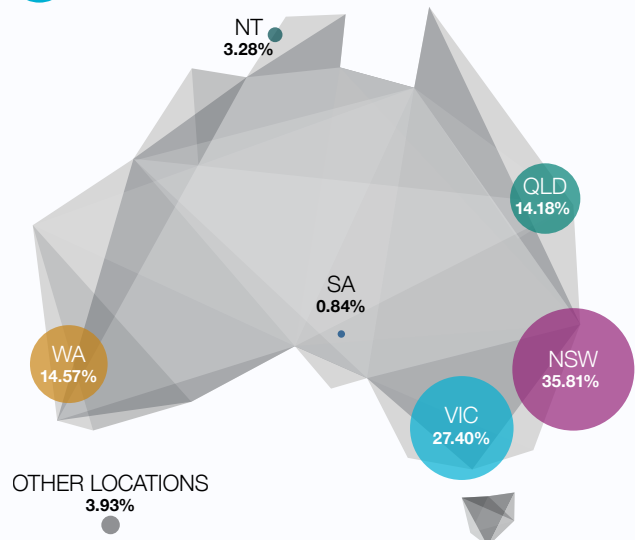 NT
3.28%
QLD
14.18%
SA
0.84%
WA
14.57%
NSW
35.81%
VIC
27.40%
OTHER LOCATIONS
3.93%